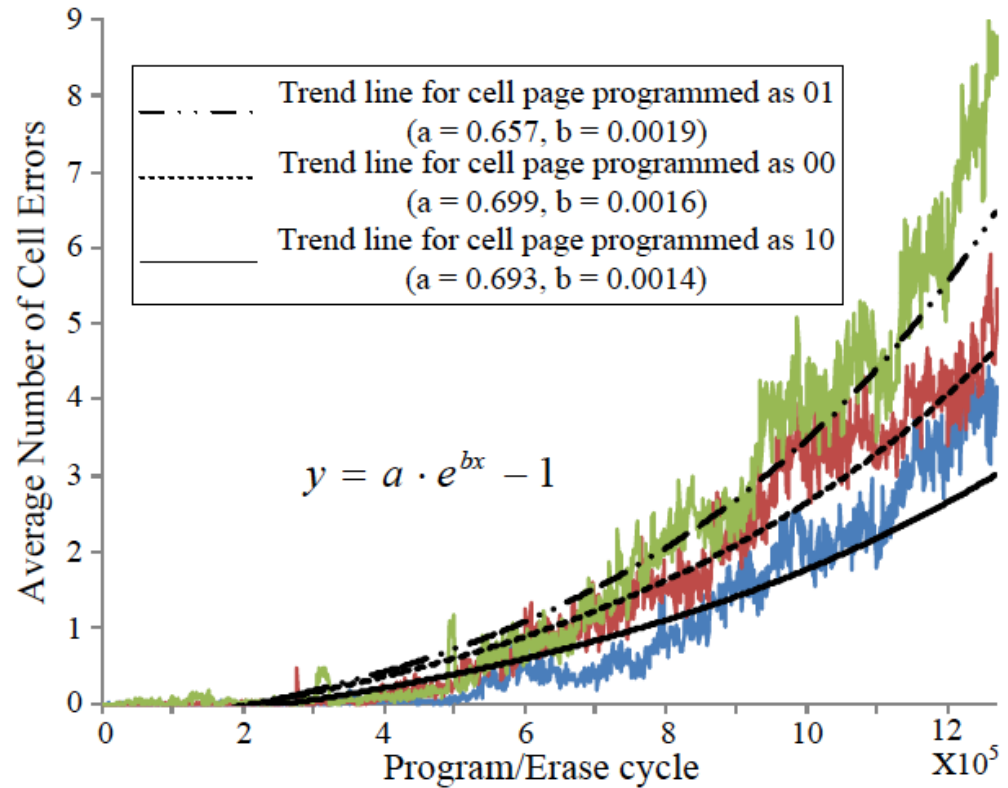 9
8
7
6
5
4
3
2
1
0
Average Number of Cell Errors
Trend line for cell page programmed as 01
(a = 0.657, b = 0.0019)
Trend line for cell page programmed as 00
(a = 0.699, b = 0.0016)
Trend line for cell page programmed as 10
(a = 0.693, b = 0.0014)
y = a · e^{bx} − 1
0 2 4 6 8 10 12
X10^5
Program/Erase cycle